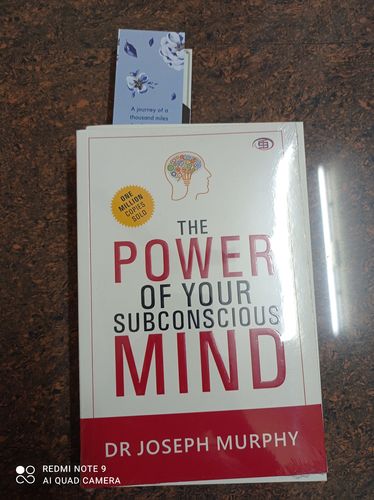 A journey of a
thousand miles
ONE
MILLION
COPIES
SOLD
THE
POWER
OF YOUR
SUBCONSCIOUS
MIND
DR JOSEPH MURPHY
REDMI NOTE 9
AI QUAD CAMERA